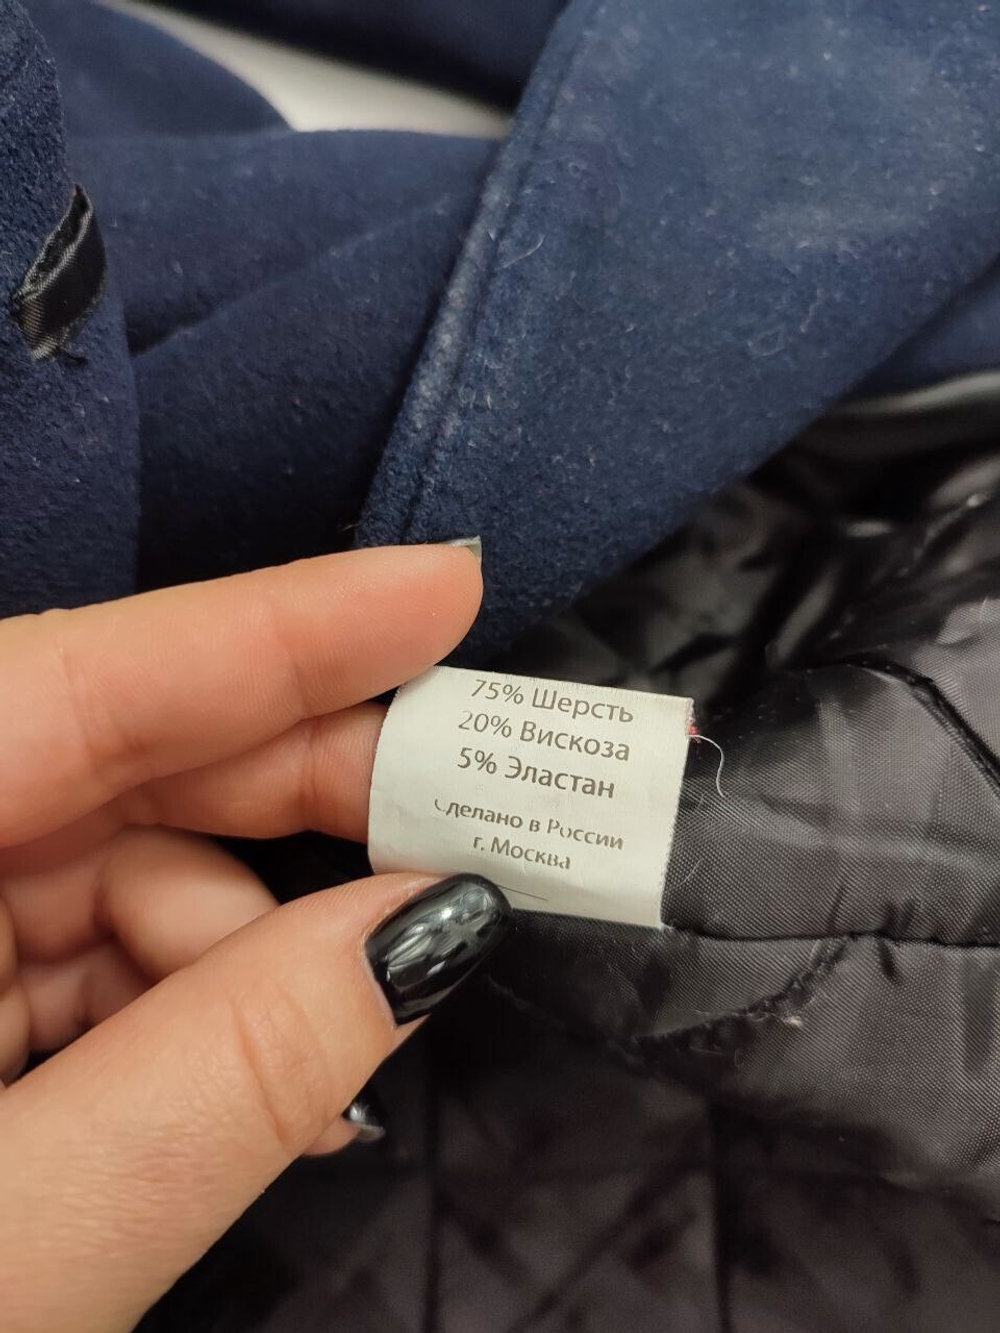 75% Шерсть
20% Вискоза
5% Эластан
Сделано в России
г. Москва